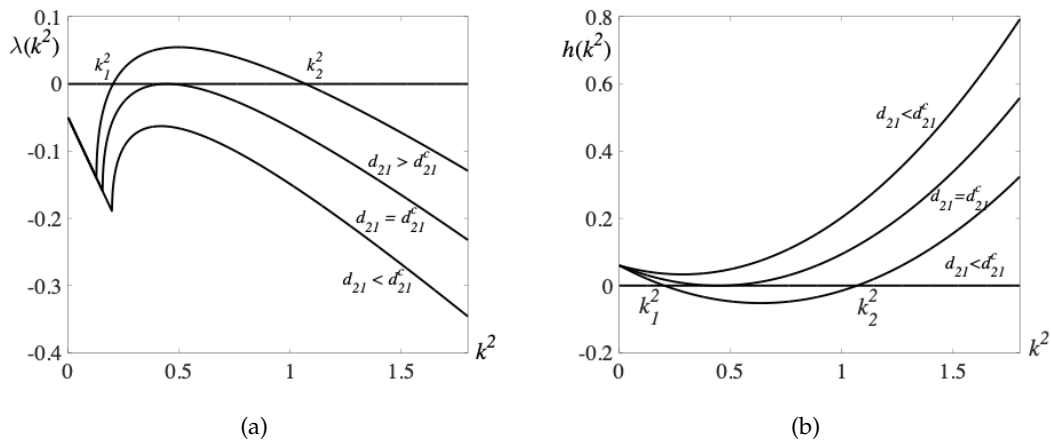 0.1
λ(k²)
k₁²
k₂²
0
-0.1
d₂₁ > d₂₁ᶜ
-0.2
d₂₁ = d₂₁ᶜ
-0.3
d₂₁ < d₂₁ᶜ
-0.4
0 0.5 1 1.5 k²
(a)
0.8
h(k²)
0.6
d₂₁<d₂₁ᶜ
0.4
0.2
d₂₁=d₂₁ᶜ
d₂₁<d₂₁ᶜ
0
k₁² k₂²
-0.2
0 0.5 1 1.5 k²
(b)